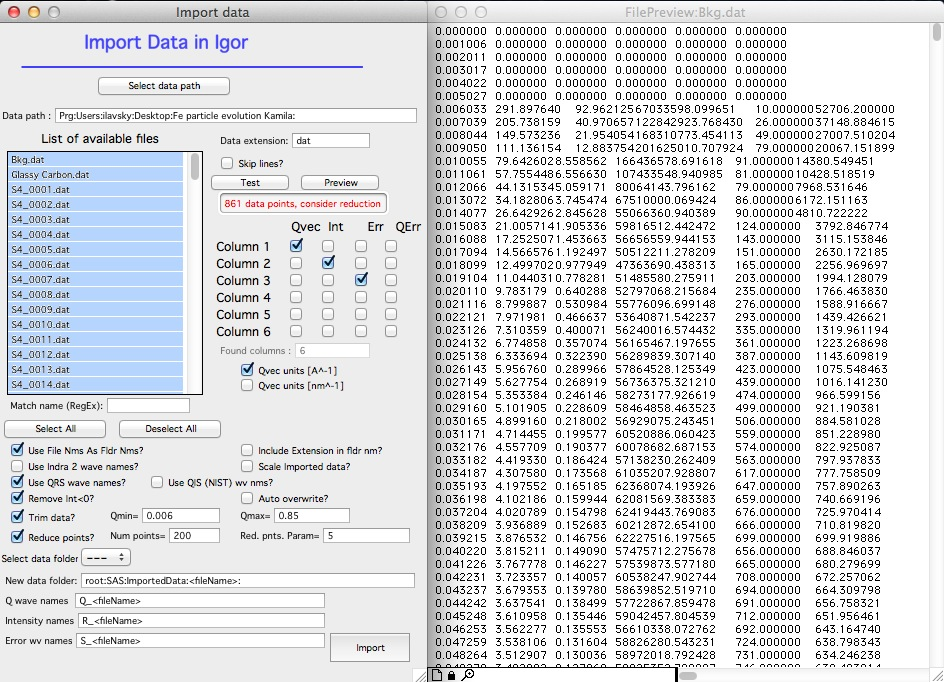 Import data
Import Data in Igor
Select data path
Data path : Prg:Users:ilavsky:Desktop:Fe particle evolution Kamila:
List of available files
Bkg.dat
Glassy Carbon.dat
S4_0001.dat
S4_0002.dat
S4_0003.dat
S4_0004.dat
S4_0005.dat
S4_0006.dat
S4_0007.dat
S4_0008.dat
S4_0009.dat
S4_0010.dat
S4_0011.dat
S4_0012.dat
S4_0013.dat
S4_0014.dat
Data extension: dat
Skip lines?
Test Preview
861 data points, consider reduction
Qvec Int Err QErr
Column 1
Column 2
Column 3
Column 4
Column 5
Column 6
Found columns : 6
Qvec units [A^-1]
Qvec units [nm^-1]
Match name (RegEx):
Select All Deselect All
Use File Nms As Fldr Nms? Include Extension in fldr nm?
Use Indra 2 wave names? Scale Imported data?
Use QRS wave names? Use QIS (NIST) wv nms?
Remove Int<0? Auto overwrite?
Trim data? Qmin= 0.006 Qmax= 0.85
Reduce points? Num points= 200 Red. pnts. Param= 5
Select data folder ---
New data folder: root:SAS:ImportedData:<fileName>:
Q wave names Q_<fileName>
Intensity names R_<fileName>
Error wv names S_<fileName>
Import
FilePreview:Bkg.dat
0.000000 0.000000 0.000000 0.000000 0.000000 0.000000
0.001006 0.000000 0.000000 0.000000 0.000000 0.000000
0.002011 0.000000 0.000000 0.000000 0.000000 0.000000
0.003017 0.000000 0.000000 0.000000 0.000000 0.000000
0.004022 0.000000 0.000000 0.000000 0.000000 0.000000
0.005027 0.000000 0.000000 0.000000 0.000000 0.000000
0.006033 291.897640 92.96212567033598.099651 10.00000052706.200000
0.007039 205.738159 40.970657122842923.768430 26.00000037148.884615
0.008044 149.573236 21.954054168310773.454113 49.00000027007.510204
0.009050 111.136154 12.883754201625010.707924 79.00000020067.151899
0.010055 79.6426028.558562 166436578.691618 91.00000014380.549451
0.011061 57.7554486.556630 107433548.940985 81.00000010428.518519
0.012066 44.1315345.059171 80064143.796162 79.0000007968.531646
0.013071 34.1828063.745474 67510000.069424 86.0000006172.151163
0.014077 26.6429262.845628 55066360.940389 90.0000004810.722222
0.015083 21.0057141.905336 59816512.442472 124.000000 3792.846774
0.016088 17.2525071.453663 56565559.944153 143.000000 3115.153846
0.017094 14.5665761.192497 50512211.278209 151.000000 2630.172185
0.018099 12.4997020.977949 47363690.438313 165.000000 2256.969697
0.019104 11.0440310.778281 51485580.275911 203.000000 1994.128079
0.020110 9.783179 0.640288 52797068.215684 235.000000 1766.463830
0.021116 8.799887 0.530984 55776096.699148 276.000000 1588.916667
0.022121 7.971981 0.466637 53640871.542237 293.000000 1439.426621
0.023126 7.310359 0.400071 56240016.574432 335.000000 1319.961194
0.024132 6.774858 0.357074 56165467.197655 361.000000 1223.268698
0.025138 6.333694 0.322390 56289839.307140 387.000000 1143.609819
0.026143 5.956760 0.289966 57864528.125349 423.000000 1075.548463
0.027149 5.627754 0.268919 56736375.321210 439.000000 1016.141230
0.028154 5.353384 0.246146 58273177.926619 474.000000 966.599156
0.029160 5.101905 0.228609 58464858.463523 499.000000 921.190381
0.030165 4.899160 0.218002 56929075.243451 506.000000 884.581028
0.031171 4.714455 0.199577 60520886.060423 559.000000 851.228980
0.032176 4.557709 0.190377 60078682.687153 574.000000 822.925087
0.033182 4.419330 0.186424 57138230.262409 563.000000 797.937833
0.034187 4.307580 0.173568 61035207.928807 617.000000 777.758509
0.035193 4.197552 0.165185 62368074.193926 647.000000 757.890263
0.036198 4.102186 0.159944 62081569.383383 659.000000 740.669196
0.037204 4.020789 0.154798 62419443.769083 676.000000 725.970414
0.038209 3.936889 0.152683 60212872.654100 666.000000 710.819820
0.039215 3.876532 0.146756 62227516.197565 699.000000 699.919886
0.040220 3.815211 0.149090 57475712.275678 656.000000 688.846037
0.041226 3.767778 0.146227 57539873.577180 665.000000 680.279699
0.042231 3.723357 0.140057 60538247.902744 708.000000 672.257062
0.043237 3.679353 0.139780 58639852.519710 694.000000 664.309798
0.044242 3.637541 0.138499 57722867.859478 691.000000 656.758321
0.045248 3.610958 0.135446 59042457.804539 712.000000 651.956461
0.046253 3.562277 0.135553 56610338.072762 692.000000 643.164740
0.047259 3.538106 0.131604 58826280.543231 724.000000 638.798343
0.048264 3.512907 0.130036 58972018.792428 731.000000 634.246238